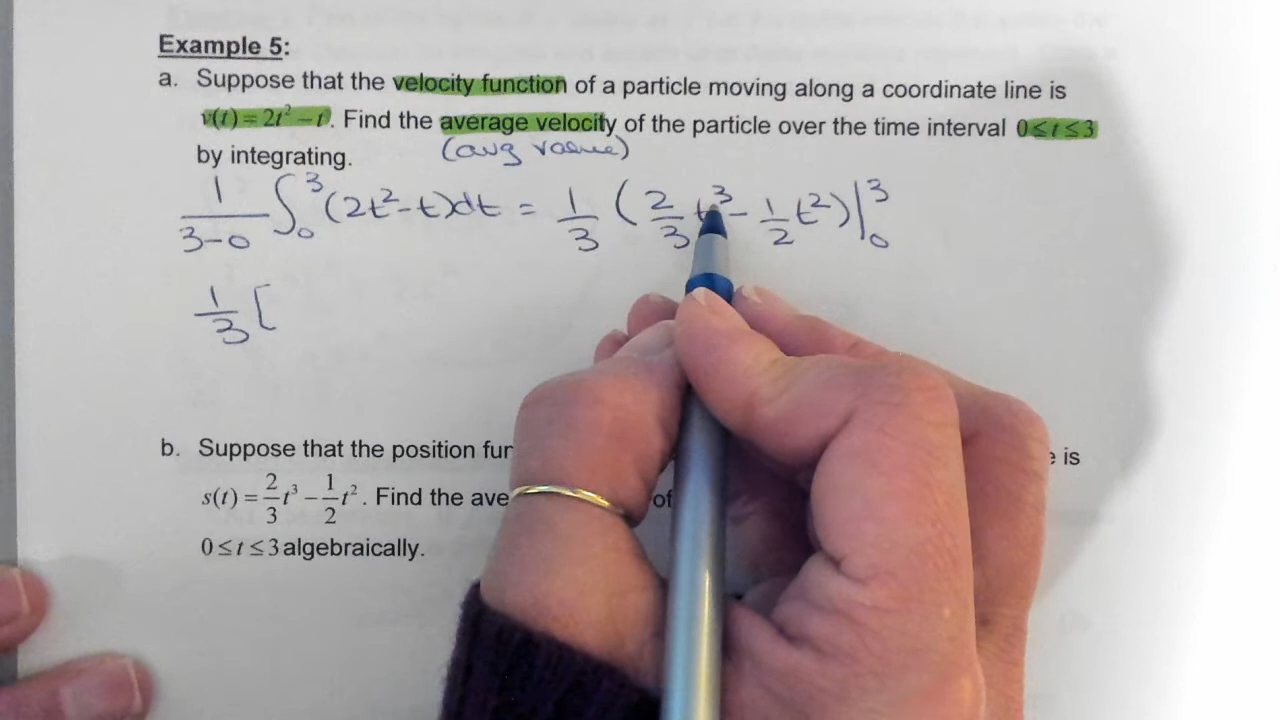 Example 5:
a. Suppose that the velocity function of a particle moving along a coordinate line is
v(t) = 2t² − t. Find the average velocity of the particle over the time interval 0 ≤ t ≤ 3
by integrating.
(avg value)
1/(3-0) ∫₀³ (2t²-t)dt = 1/3 (2/3 t³ - 1/2 t²)|₀³
1/3 [
b. Suppose that the position fur is
s(t) = 2/3 t³ − 1/2 t². Find the ave of
0 ≤ t ≤ 3 algebraically.